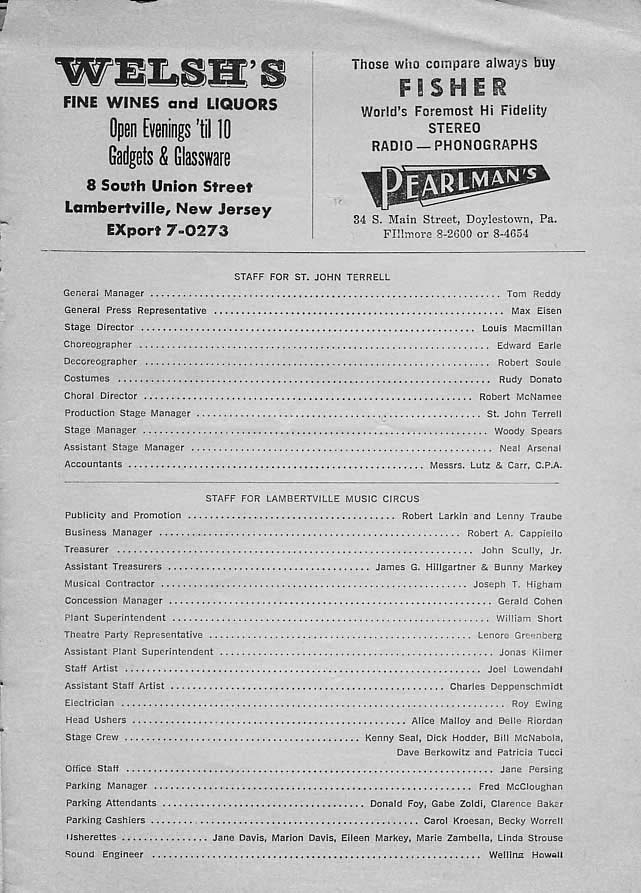 WELSH'S
FINE WINES and LIQUORS
Open Evenings 'til 10
Gadgets & Glassware
8 South Union Street
Lambertville, New Jersey
EXport 7-0273
Those who compare always buy
FISHER
World's Foremost Hi Fidelity
STEREO
RADIO — PHONOGRAPHS
PEARLMAN'S
34 S. Main Street, Doylestown, Pa.
FIllmore 8-2600 or 8-4654
STAFF FOR ST. JOHN TERRELL
General Manager ... Tom Reddy
General Press Representative ... Max Eisen
Stage Director ... Louis Macmillan
Choreographer ... Edward Earle
Decoreographer ... Robert Soule
Costumes ... Rudy Donato
Choral Director ... Robert McNamee
Production Stage Manager ... St. John Terrell
Stage Manager ... Woody Spears
Assistant Stage Manager ... Neal Arsenal
Accountants ... Messrs. Lutz & Carr, C.P.A.
STAFF FOR LAMBERTVILLE MUSIC CIRCUS
Publicity and Promotion ... Robert Larkin and Lenny Traube
Business Manager ... Robert A. Cappiello
Treasurer ... John Scully, Jr.
Assistant Treasurers ... James G. Hillgartner & Bunny Markey
Musical Contractor ... Joseph T. Higham
Concession Manager ... Gerald Cohen
Plant Superintendent ... William Short
Theatre Party Representative ... Lenore Greenberg
Assistant Plant Superintendent ... Jonas Kilmer
Staff Artist ... Joel Lowendahl
Assistant Staff Artist ... Charles Deppenschmidt
Electrician ... Roy Ewing
Head Ushers ... Alice Malloy and Belle Riordan
Stage Crew ... Kenny Seal, Dick Hodder, Bill McNabola,
Dave Berkowitz and Patricia Tucci
Office Staff ... Jane Persing
Parking Manager ... Fred McCloughan
Parking Attendants ... Donald Foy, Gabe Zoldi, Clarence Baker
Parking Cashiers ... Carol Kroesan, Becky Worrell
Usherettes ... Jane Davis, Marion Davis, Eileen Markey, Marie Zambella, Linda Strouse
Sound Engineer ... Welling Howell